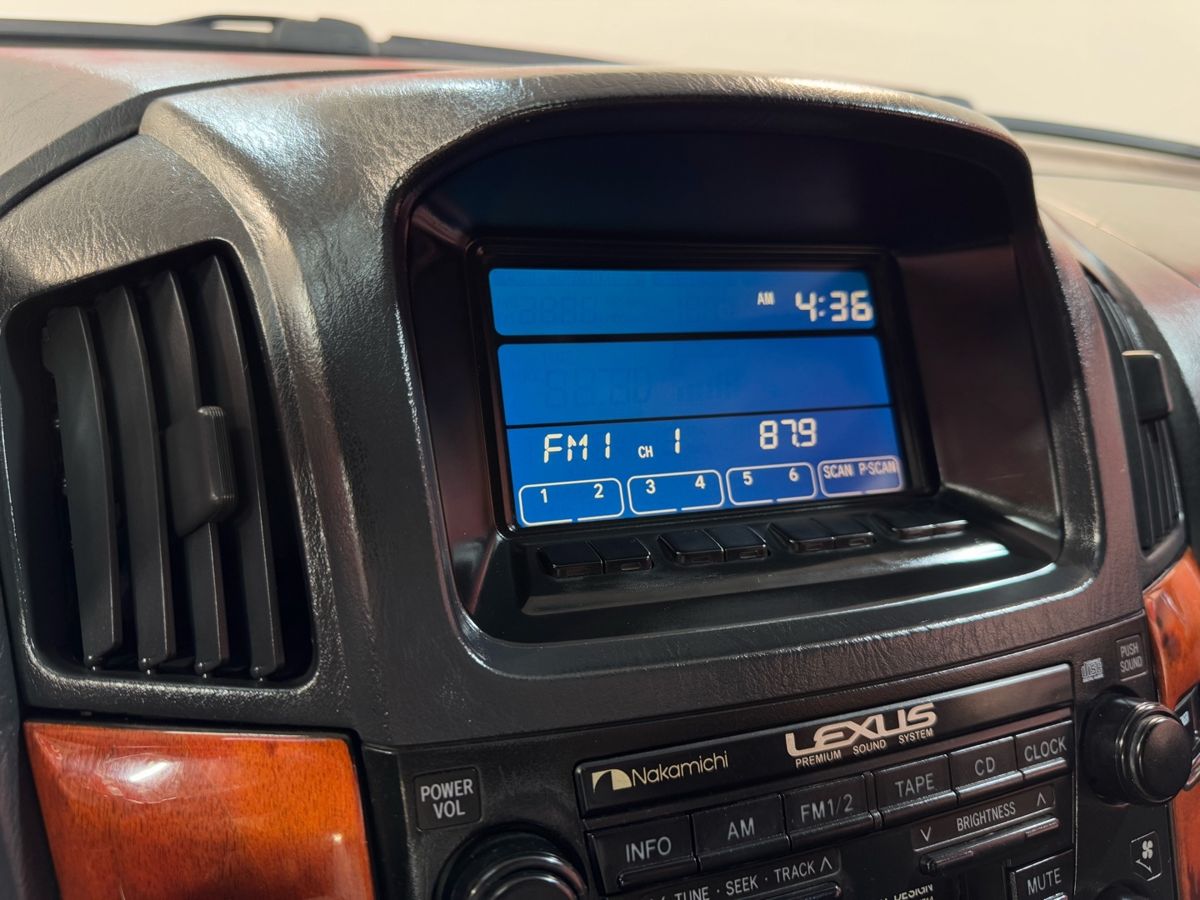 AM 4:36
FM1 CH 1 87.9
1 2 3 4 5 6 SCAN P·SCAN
PUSH
SOUND
LEXUS
PREMIUM SOUND SYSTEM
Nakamichi
POWER
VOL
INFO AM FM1/2 TAPE CD CLOCK
∨ BRIGHTNESS ∧
TUNE · SEEK · TRACK ∧
DESIGN
MUTE